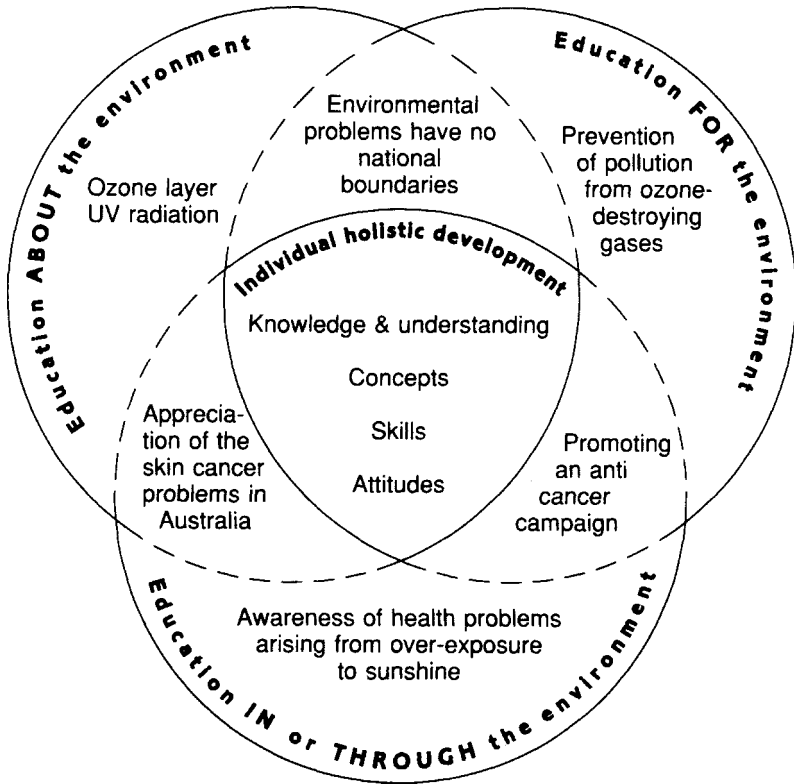 Education ABOUT the environment
Education FOR the environment
Environmental
problems have no
national
boundaries
Ozone layer
UV radiation
Prevention
of pollution
from ozone-
destroying
gases
Individual holistic development
Knowledge & understanding
Concepts
Skills
Attitudes
Apprecia-
tion of the
skin cancer
problems in
Australia
Promoting
an anti
cancer
campaign
Awareness of health problems
arising from over-exposure
to sunshine
Education IN or THROUGH the environment